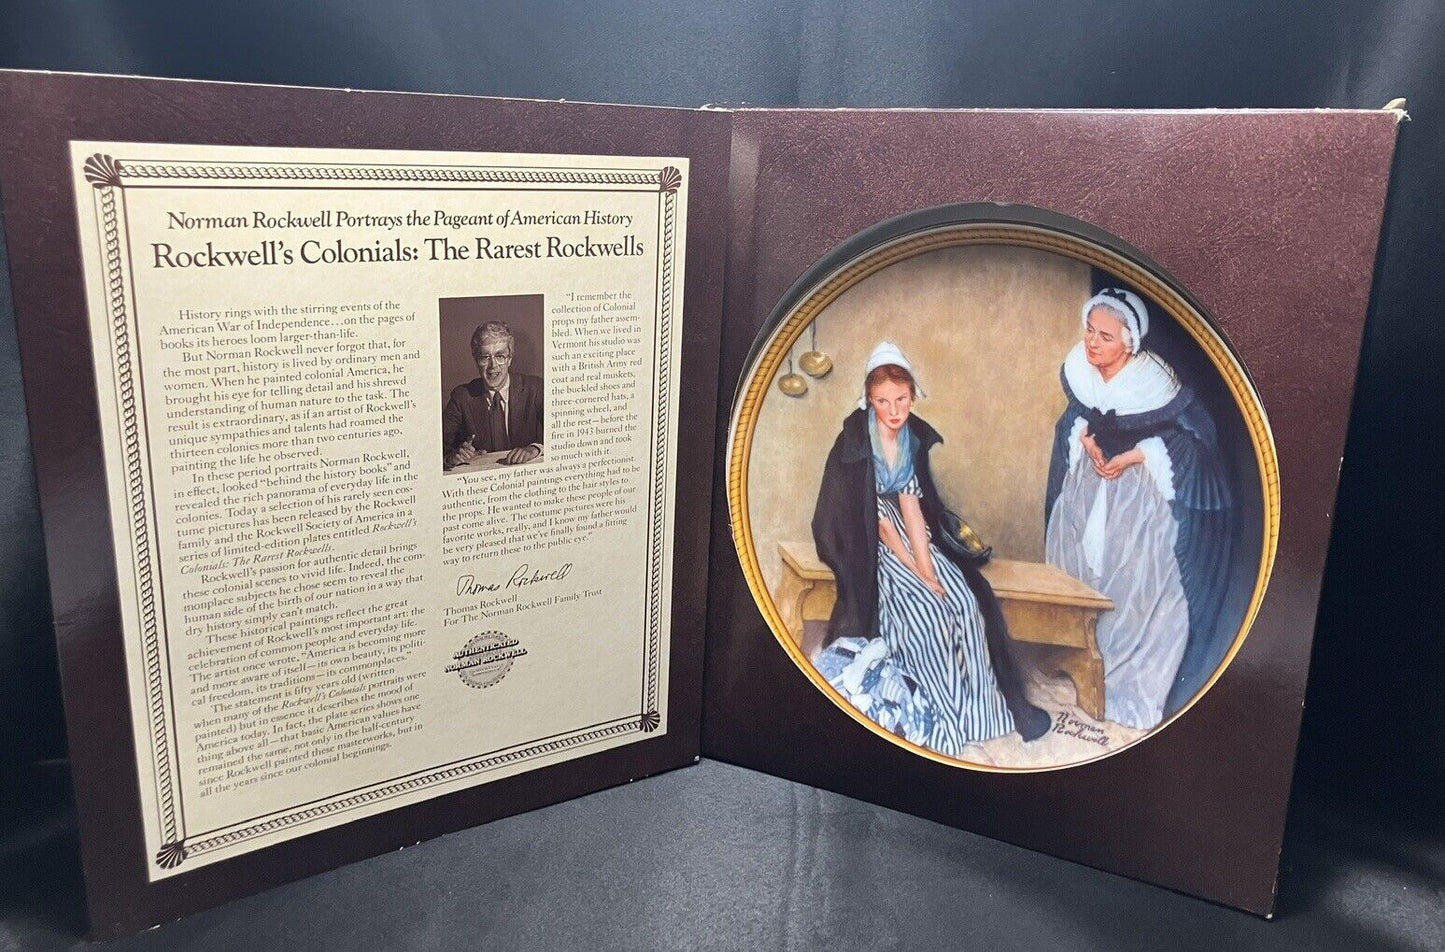 Norman Rockwell Portrays the Pageant of American History
Rockwell's Colonials: The Rarest Rockwells
History rings with the stirring events of the
American War of Independence...on the pages of
books its heroes loom larger-than-life.
But Norman Rockwell never forgot that, for
the most part, history is lived by ordinary men and
women. When he painted colonial America, he
brought his eye for telling detail and his shrewd
understanding of human nature to the task. The
result is extraordinary, as if an artist of Rockwell's
unique sympathies and talents had roamed the
thirteen colonies more than two centuries ago,
painting the life he observed.
In these period portraits Norman Rockwell,
in effect, looked "behind the history books" and
revealed the rich panorama of everyday life in the
colonies. Today a selection of his rarely seen cos-
tume pictures has been released by the Rockwell
family and the Rockwell Society of America in a
series of limited-edition plates entitled Rockwell's
Colonials: The Rarest Rockwells.
Rockwell's passion for authentic detail brings
these colonial scenes to vivid life. Indeed, the com-
monplace subjects he chose seem to reveal the
human side of the birth of our nation in a way that
dry history simply can't match.
These historical paintings reflect the great
achievement of Rockwell's most important art: the
celebration of common people and everyday life.
The artist once wrote, "America is becoming more
and more aware of itself—its own beauty, its politi-
cal freedom, its traditions—its commonplaces."
The statement is fifty years old (written
when many of the Rockwell's Colonials portraits were
painted) but in essence it describes the mood of
America today. In fact, the plate series shows one
thing above all—that basic American values have
remained the same, not only in the half-century
since Rockwell painted these masterworks, but in
all the years since our colonial beginnings.
"I remember the
collection of Colonial
props my father assem-
bled. When we lived in
Vermont his studio was
such an exciting place
with a British Army red
coat and real muskets,
the buckled shoes and
three-cornered hats, a
spinning wheel, and
all the rest—before the
fire in 1943 burned the
studio down and took
so much with it.
"You see, my father was always a perfectionist.
With these Colonial paintings everything had to be
authentic, from the clothing to the hair styles to
the props. He wanted to make these people of our
past come alive. The costume pictures were his
favorite works, really, and I know my father would
be very pleased that we've finally found a fitting
way to return these to the public eye."
Thomas Rockwell
Thomas Rockwell
For The Norman Rockwell Family Trust
AUTHENTICATED
NORMAN ROCKWELL
Norman
Rockwell